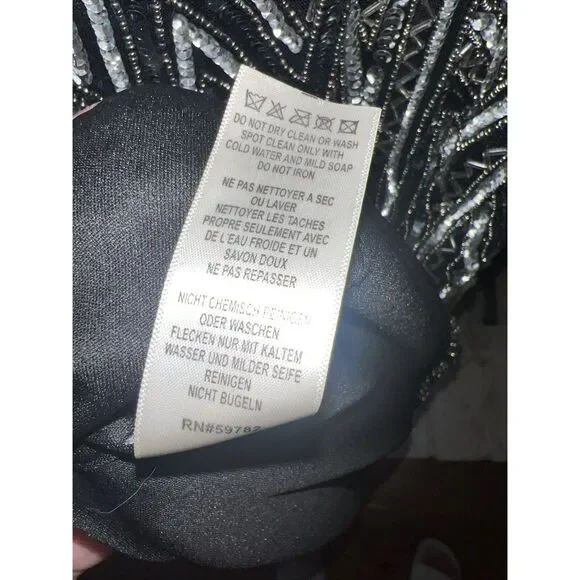 DO NOT DRY CLEAN OR WASH
SPOT CLEAN ONLY WITH
COLD WATER AND MILD SOAP
DO NOT IRON
NE PAS NETTOYER A SEC
OU LAVER
NETTOYER LES TACHES
PROPRE SEULEMENT AVEC
DE L'EAU FROIDE ET UN
SAVON DOUX
NE PAS REPASSER
NICHT CHEMISCH REINIGEN
ODER WASCHEN
FLECKEN NUR MIT KALTEM
WASSER UND MILDER SEIFE
REINIGEN
NICHT BUGELN
RN#59782